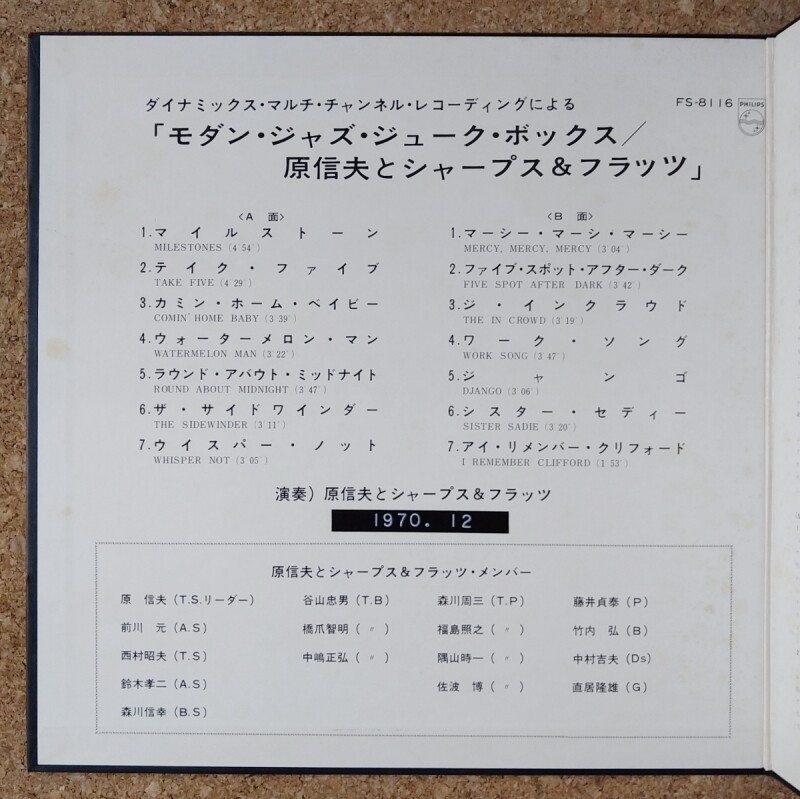 ダイナミックス・マルチ・チャンネル・レコーディングによる
FS-8116
PHILIPS
「モダン・ジャズ・ジューク・ボックス／
原信夫とシャープス＆フラッツ」
〈A 面〉
1.マイルストーン
MILESTONES (4′54″)
2.テイク・ファイブ
TAKE FIVE (4′29″)
3.カミン・ホーム・ベイビー
COMIN' HOME BABY (3′39″)
4.ウォーターメロン・マン
WATERMELON MAN (3′22″)
5.ラウンド・アバウト・ミッドナイト
ROUND ABOUT MIDNIGHT (3′47″)
6.ザ・サイドワインダー
THE SIDEWINDER (3′11″)
7.ウイスパー・ノット
WHISPER NOT (3′05″)
〈B 面〉
1.マーシー・マーシ・マーシー
MERCY, MERCY, MERCY (3′04″)
2.ファイブ・スポット・アフター・ダーク
FIVE SPOT AFTER DARK (3′42″)
3.ジ・インクラウド
THE IN CROWD (3′19″)
4.ワーク・ソング
WORK SONG (3′47″)
5.ジャンゴ
DJANGO (3′06″)
6.シスター・セディー
SISTER SADIE (3′20″)
7.アイ・リメンバー・クリフォード
I REMEMBER CLIFFORD (1′53″)
演奏）原信夫とシャープス＆フラッツ
1970. 12
原信夫とシャープス＆フラッツ・メンバー
原 信夫（T.S.リーダー）
前川 元（A.S）
西村昭夫（T.S）
鈴木孝二（A.S）
森川信幸（B.S）
谷山忠男（T.B）
橋爪智明（ 〃 ）
中嶋正弘（ 〃 ）
森川周三（T.P）
福島照之（ 〃 ）
隅山時一（ 〃 ）
佐波 博（ 〃 ）
藤井貞泰（P）
竹内 弘（B）
中村吉夫（Ds）
直居隆雄（G）